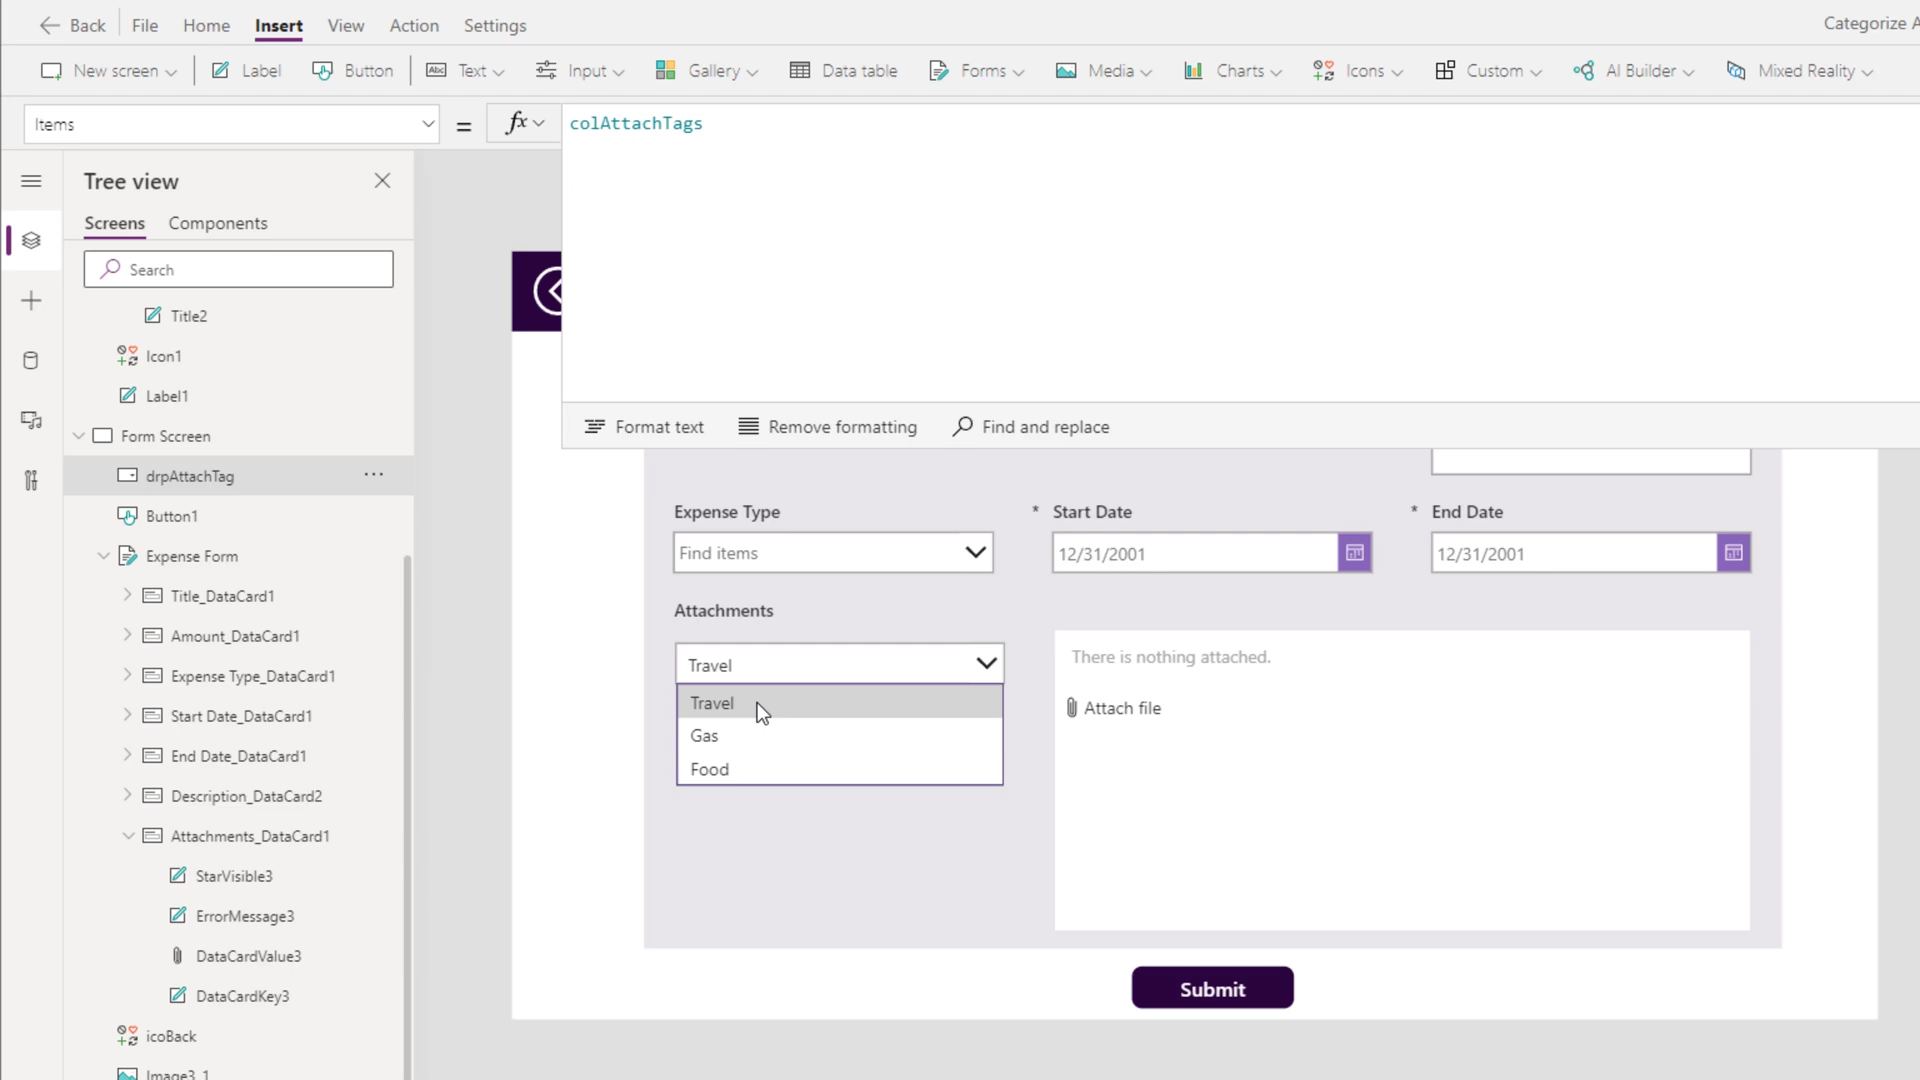 Back File Home Insert View Action Settings
Categorize A
New screen Label Button Text Input Gallery Data table Forms Media Charts Icons Custom AI Builder Mixed Reality
Items = fx colAttachTags
Tree view
Screens Components
Search
Title2
Icon1
Label1
Form Sccreen
Format text Remove formatting Find and replace
drpAttachTag ...
Button1
Expense Form
Title_DataCard1
Amount_DataCard1
Expense Type_DataCard1
Start Date_DataCard1
End Date_DataCard1
Description_DataCard2
Attachments_DataCard1
StarVisible3
ErrorMessage3
DataCardValue3
DataCardKey3
icoBack
Image3_1
Expense Type * Start Date * End Date
Find items 12/31/2001 12/31/2001
Attachments
Travel
Travel
Gas
Food
There is nothing attached.
Attach file
Submit